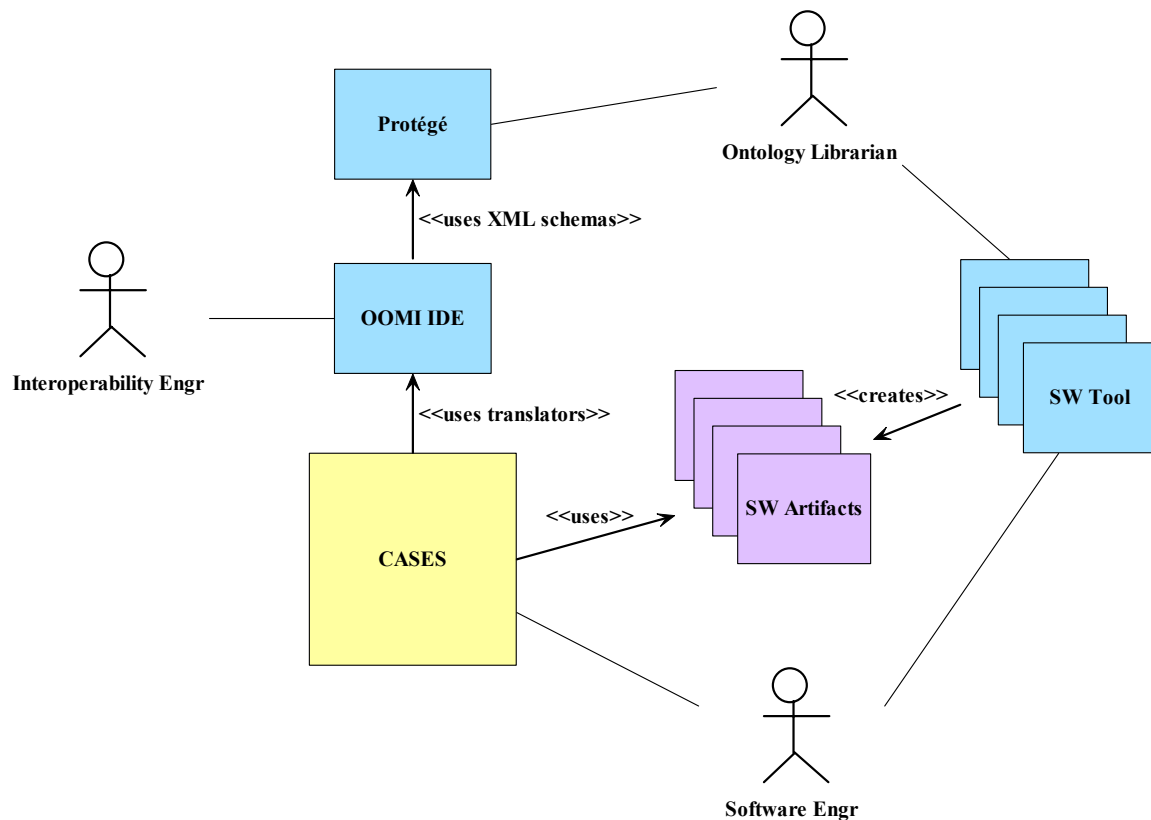 Protégé
Ontology Librarian
<<uses XML schemas>>
OOMI IDE
Interoperability Engr
<<creates>>
SW Tool
<<uses translators>>
SW Artifacts
<<uses>>
CASES
Software Engr